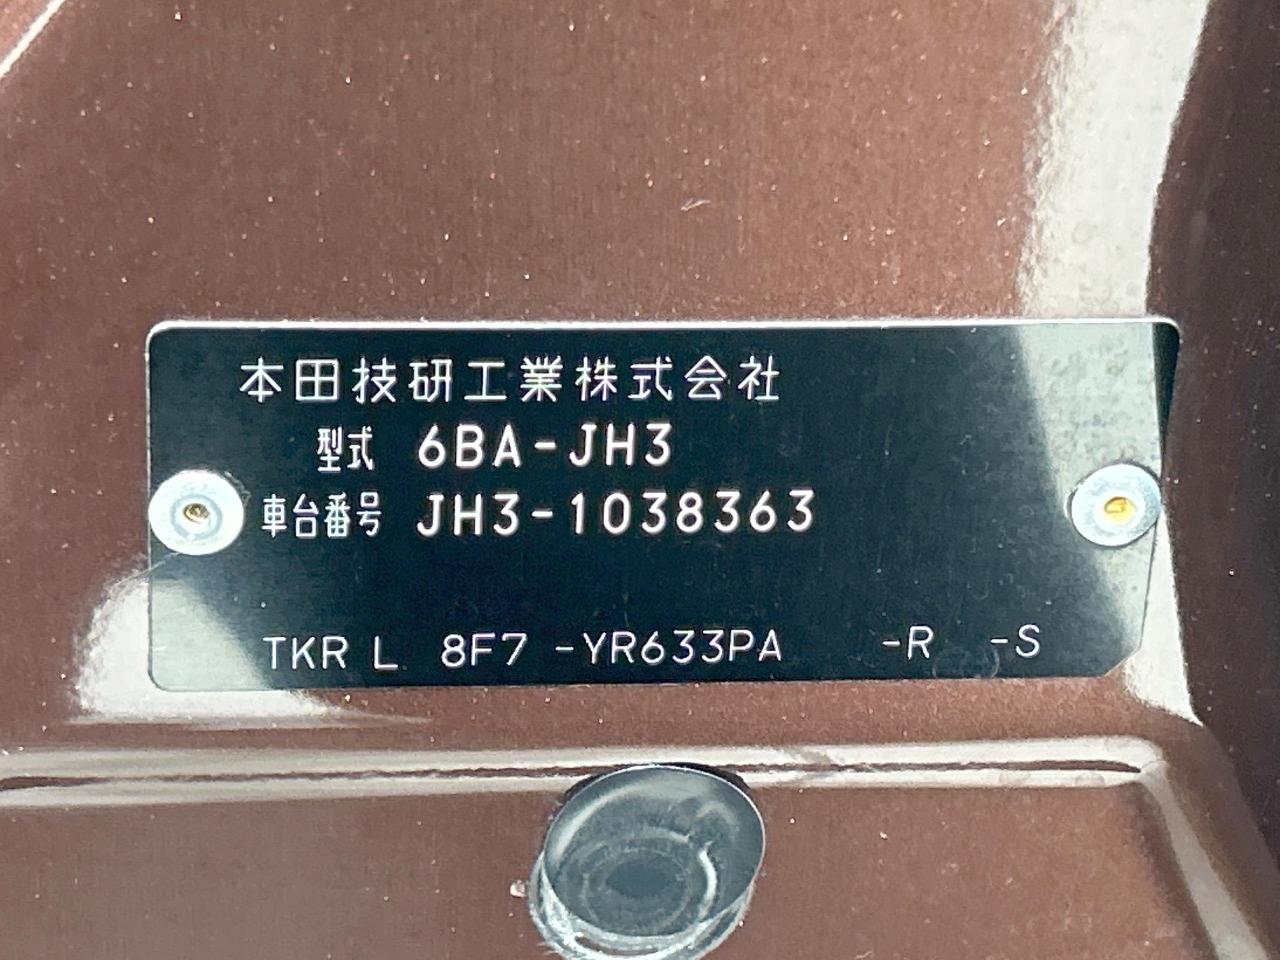 本田技研工業株式会社
型式 6BA-JH3
車台番号 JH3-1038363
TKR L 8F7 -YR633PA -R -S